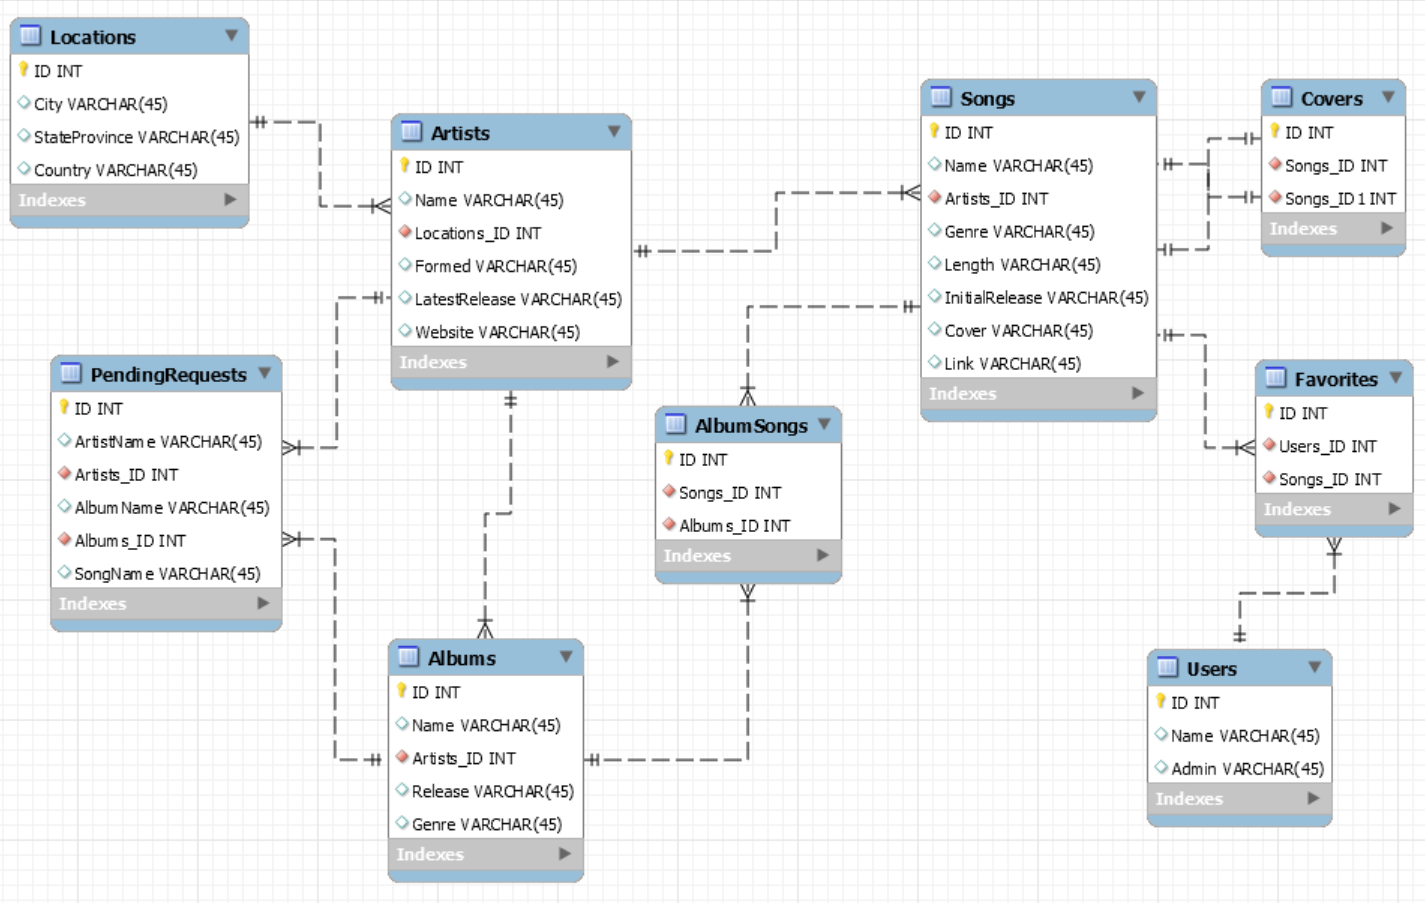 Locations
ID INT
City VARCHAR(45)
StateProvince VARCHAR(45)
Country VARCHAR(45)
Indexes
Artists
ID INT
Name VARCHAR(45)
Locations_ID INT
Formed VARCHAR(45)
LatestRelease VARCHAR(45)
Website VARCHAR(45)
Indexes
Songs
ID INT
Name VARCHAR(45)
Artists_ID INT
Genre VARCHAR(45)
Length VARCHAR(45)
InitialRelease VARCHAR(45)
Cover VARCHAR(45)
Link VARCHAR(45)
Indexes
Covers
ID INT
Songs_ID INT
Songs_ID1 INT
Indexes
PendingRequests
ID INT
ArtistName VARCHAR(45)
Artists_ID INT
AlbumName VARCHAR(45)
Albums_ID INT
SongName VARCHAR(45)
Indexes
AlbumSongs
ID INT
Songs_ID INT
Albums_ID INT
Indexes
Favorites
ID INT
Users_ID INT
Songs_ID INT
Indexes
Albums
ID INT
Name VARCHAR(45)
Artists_ID INT
Release VARCHAR(45)
Genre VARCHAR(45)
Indexes
Users
ID INT
Name VARCHAR(45)
Admin VARCHAR(45)
Indexes